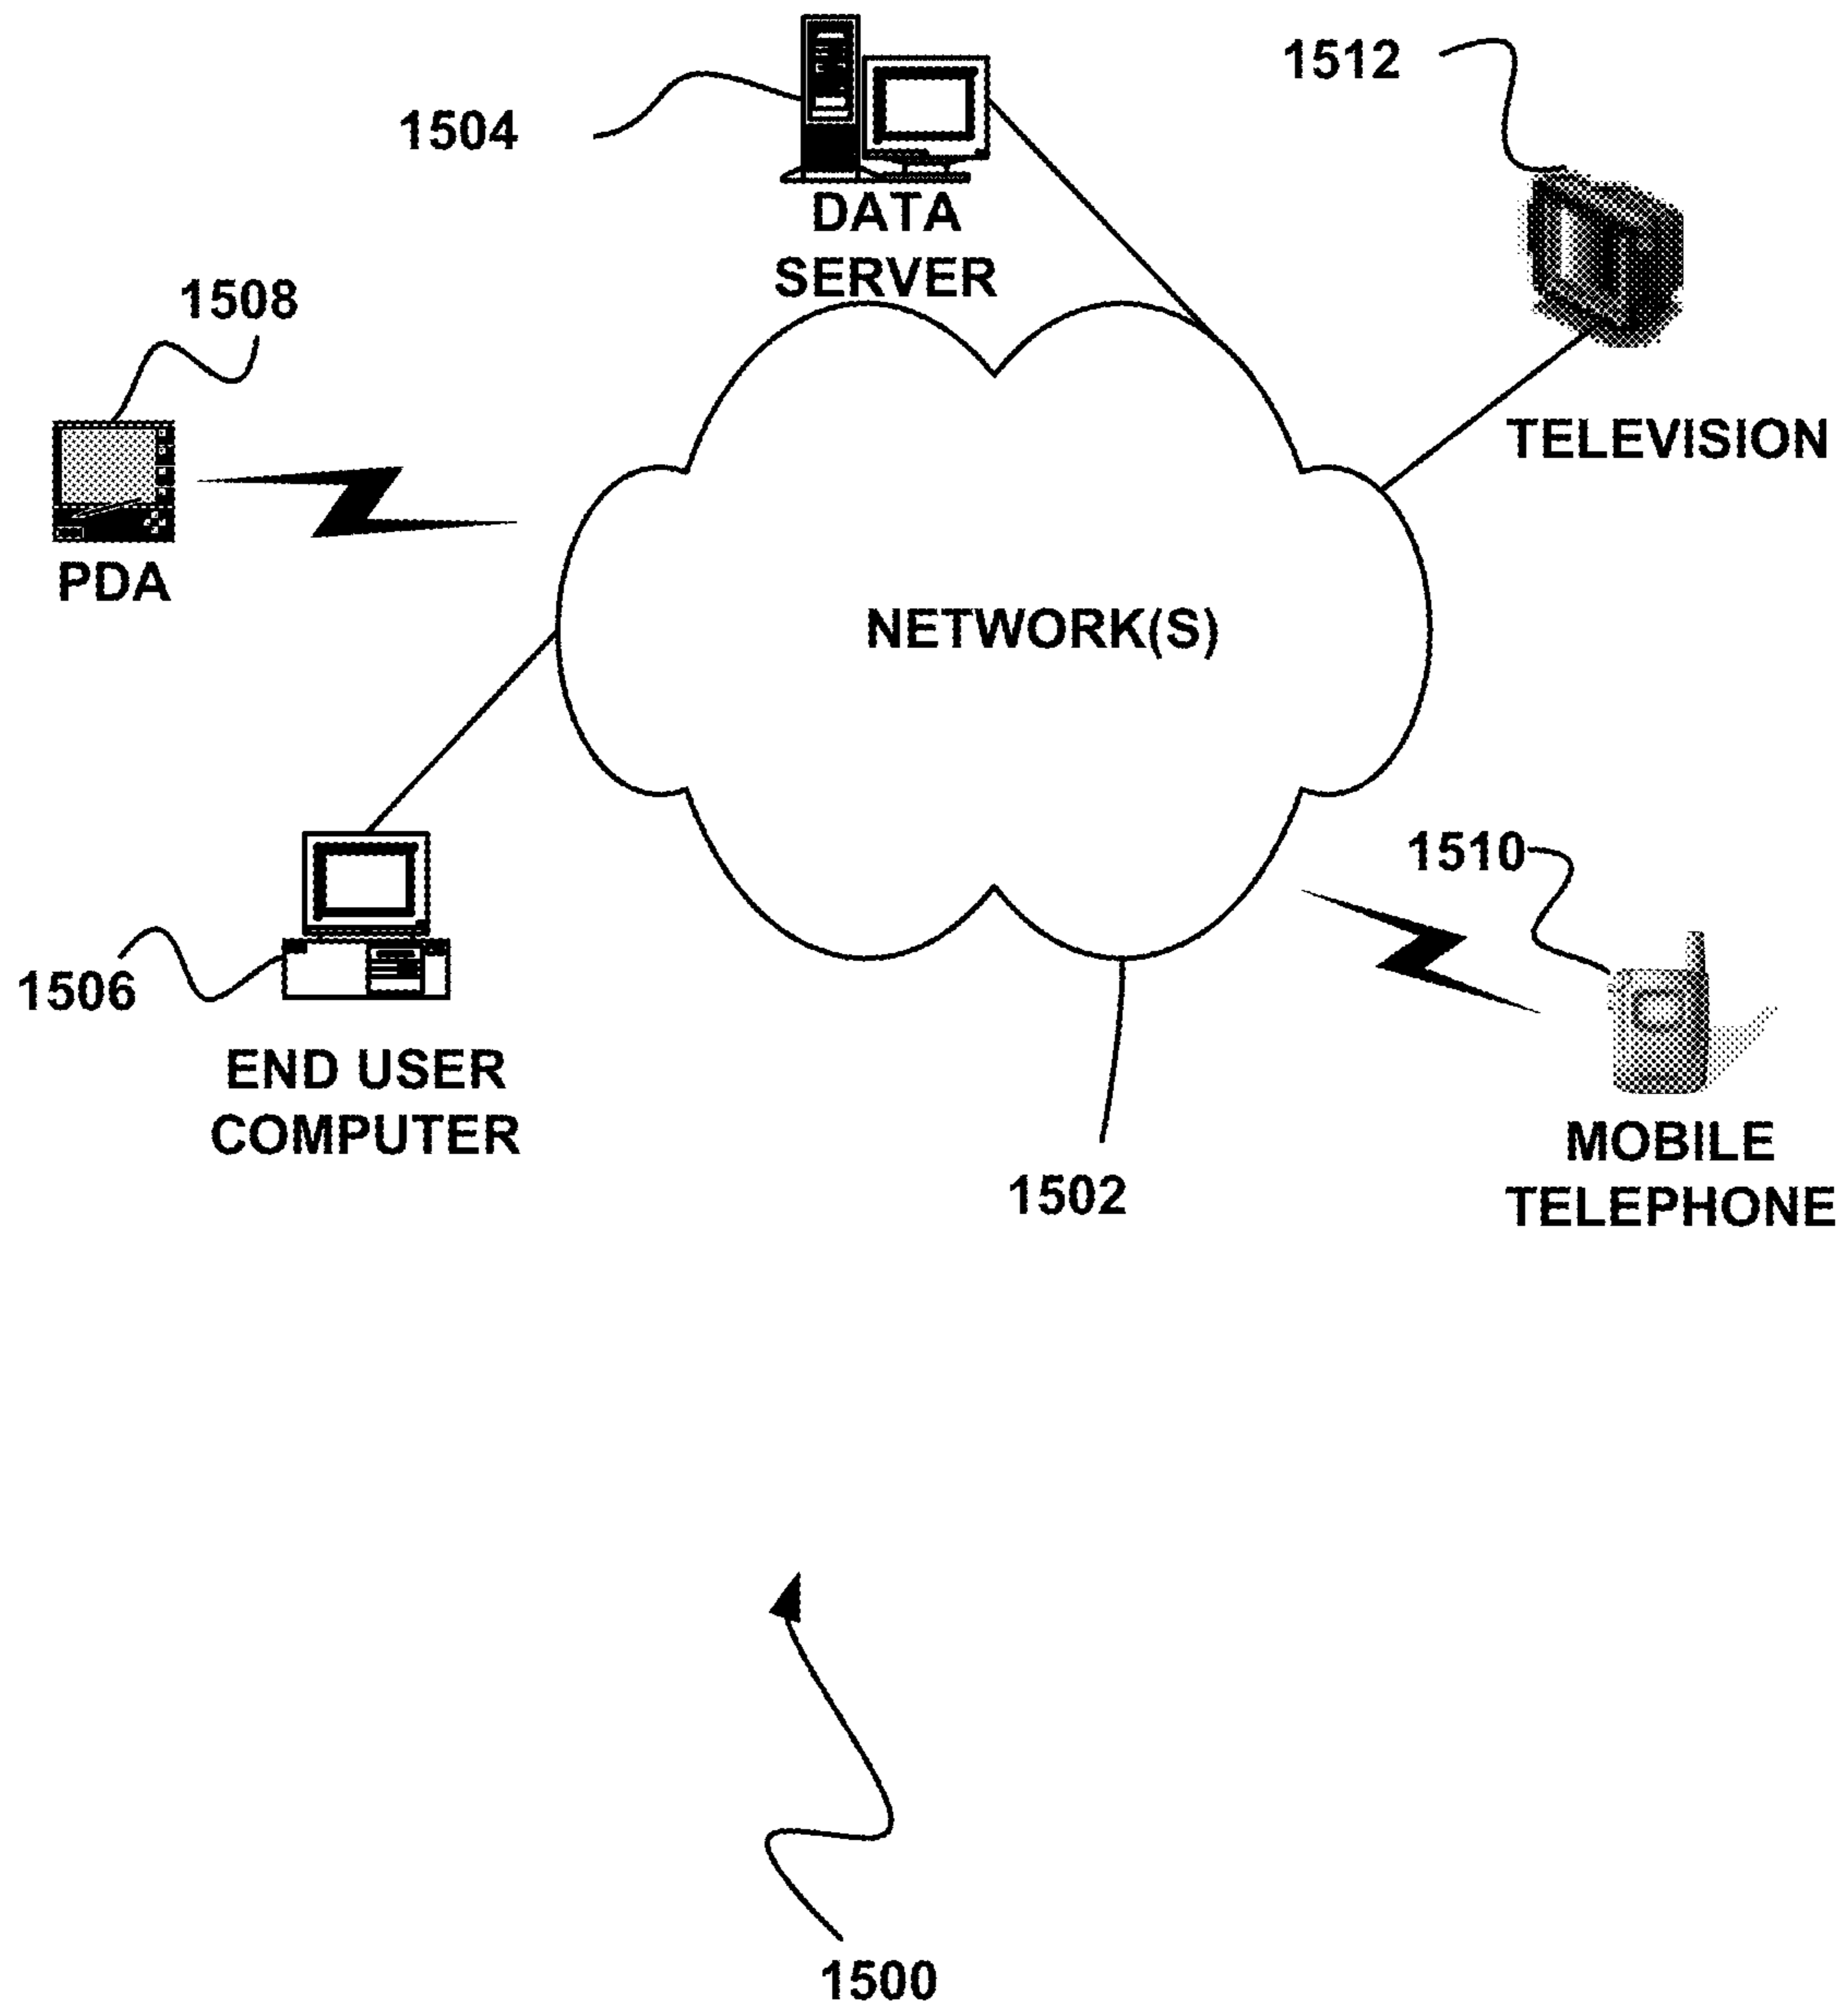 1504
1512
DATA
SERVER
1508
TELEVISION
PDA
NETWORK(S)
1510
1506
END USER
COMPUTER
1502
MOBILE
TELEPHONE
1500